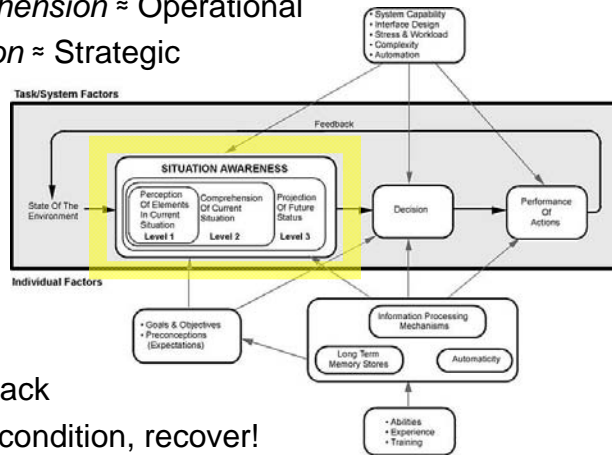 hension ≈ Operational
on ≈ Strategic
• System Capability
• Interface Design
• Stress & Workload
• Complexity
• Automation
Task/System Factors
Feedback
SITUATION AWARENESS
State Of The
Environment
Perception
Of Elements
In Current
Situation
Level 1
Comprehension
Of Current
Situation
Level 2
Projection
Of Future
Status
Level 3
Decision
Performance
Of
Actions
Individual Factors
• Goals & Objectives
• Preconceptions
(Expectations)
Information Processing
Mechanisms
Long Term
Memory Stores
Automaticity
• Abilities
• Experience
• Training
ack
condition, recover!